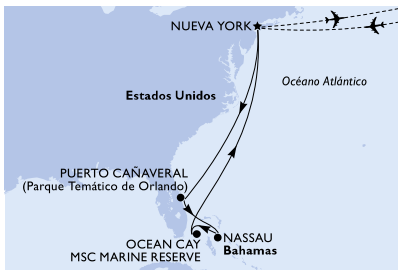 NUEVA YORK
Océano Atlántico
Estados Unidos
PUERTO CAÑAVERAL
(Parque Temático de Orlando)
OCEAN CAY
MSC MARINE RESERVE
NASSAU
Bahamas